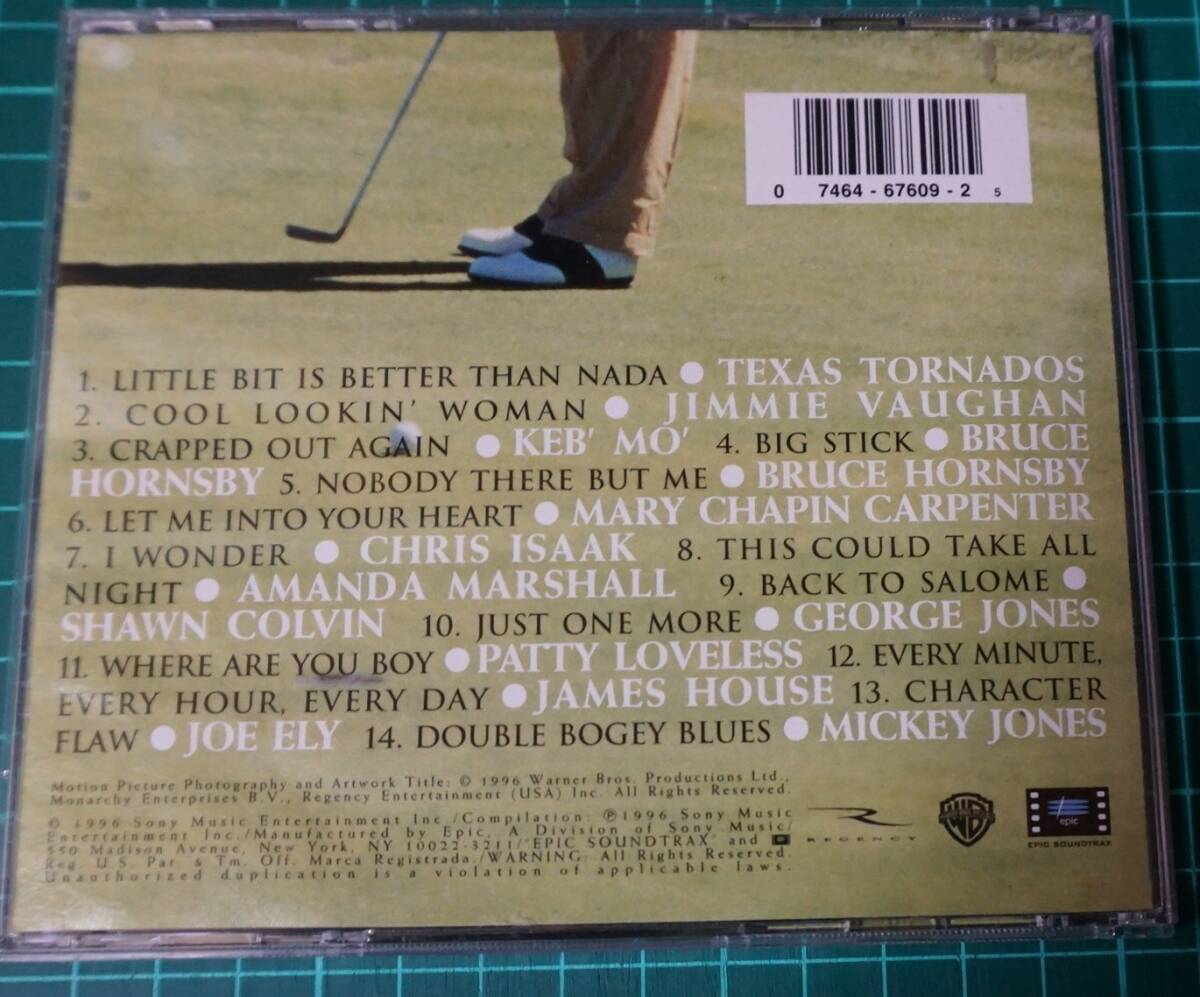 0 7464 - 67609 - 2 5
1. LITTLE BIT IS BETTER THAN NADA ● TEXAS TORNADOS
2. COOL LOOKIN' WOMAN ● JIMMIE VAUGHAN
3. CRAPPED OUT AGAIN ● KEB' MO' 4. BIG STICK ● BRUCE
HORNSBY 5. NOBODY THERE BUT ME ● BRUCE HORNSBY
6. LET ME INTO YOUR HEART ● MARY CHAPIN CARPENTER
7. I WONDER ● CHRIS ISAAK 8. THIS COULD TAKE ALL
NIGHT ● AMANDA MARSHALL 9. BACK TO SALOME ●
SHAWN COLVIN 10. JUST ONE MORE ● GEORGE JONES
11. WHERE ARE YOU BOY ● PATTY LOVELESS 12. EVERY MINUTE,
EVERY HOUR, EVERY DAY ● JAMES HOUSE 13. CHARACTER
FLAW ● JOE ELY 14. DOUBLE BOGEY BLUES ● MICKEY JONES
Motion Picture Photography and Artwork Title: © 1996 Warner Bros. Productions Ltd.,
Monarchy Enterprises B.V., Regency Entertainment (USA) Inc. All Rights Reserved.
© 1996 Sony Music Entertainment Inc./Compilation: ℗ 1996 Sony Music
Entertainment Inc./Manufactured by Epic, A Division of Sony Music/
550 Madison Avenue, New York, NY 10022-3211/"EPIC SOUNDTRAX" and
Reg. U.S. Pat. & Tm. Off. Marca Registrada./WARNING: All Rights Reserved.
Unauthorized duplication is a violation of applicable laws.
REGENCY
WB
epic
EPIC SOUNDTRAX